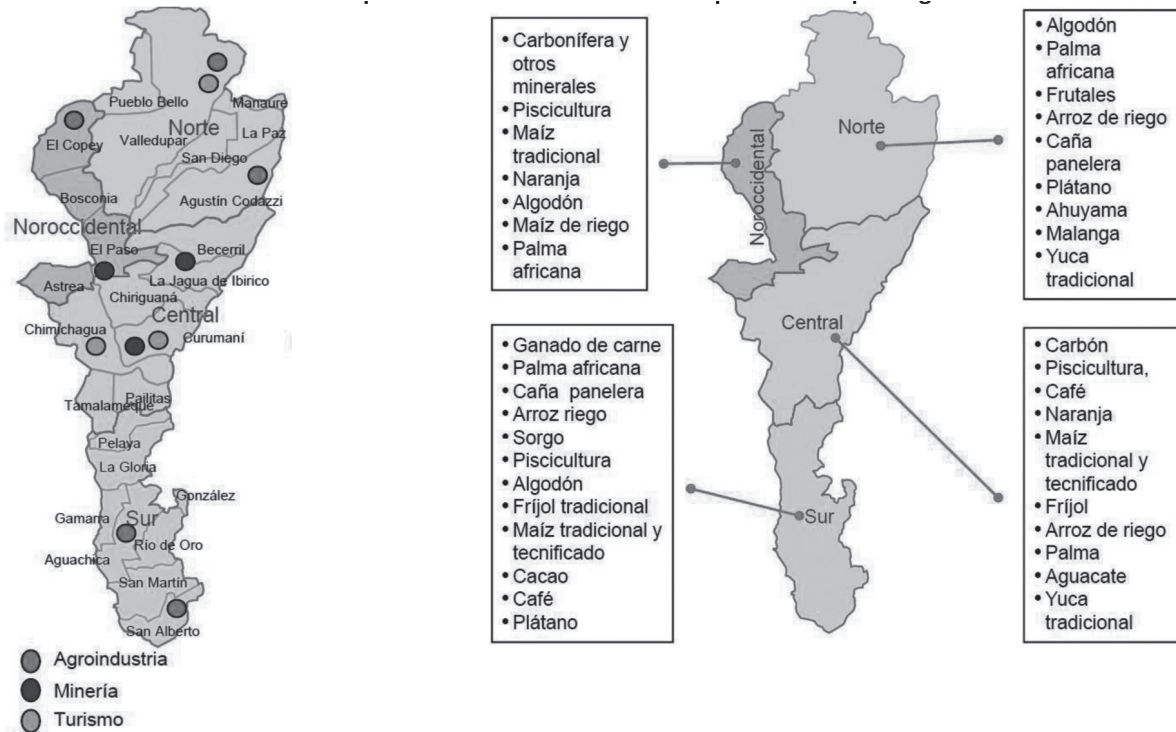 Pueblo Bello
Manaure
Norte
La Paz
El Copey
Valledupar
San Diego
Bosconia
Agustín Codazzi
Noroccidental
El Paso
Becerril
Astrea
La Jagua de Ibirico
Chiriguaná
Central
Chimichagua
Curumaní
Pailitas
Tamalameque
Pelaya
La Gloria
González
Gamarra
Sur
Río de Oro
Aguachica
San Martín
San Alberto
Agroindustria
Minería
Turismo
• Carbonífera y
otros
minerales
• Piscicultura
• Maíz
tradicional
• Naranja
• Algodón
• Maíz de riego
• Palma
africana
• Ganado de carne
• Palma africana
• Caña panelera
• Arroz riego
• Sorgo
• Piscicultura
• Algodón
• Fríjol tradicional
• Maíz tradicional y
tecnificado
• Cacao
• Café
• Plátano
Norte
Noroccidental
Central
Sur
• Algodón
• Palma
africana
• Frutales
• Arroz de riego
• Caña
panelera
• Plátano
• Ahuyama
• Malanga
• Yuca
tradicional
• Carbón
• Piscicultura,
• Café
• Naranja
• Maíz
tradicional y
tecnificado
• Fríjol
• Arroz de riego
• Palma
• Aguacate
• Yuca
tradicional